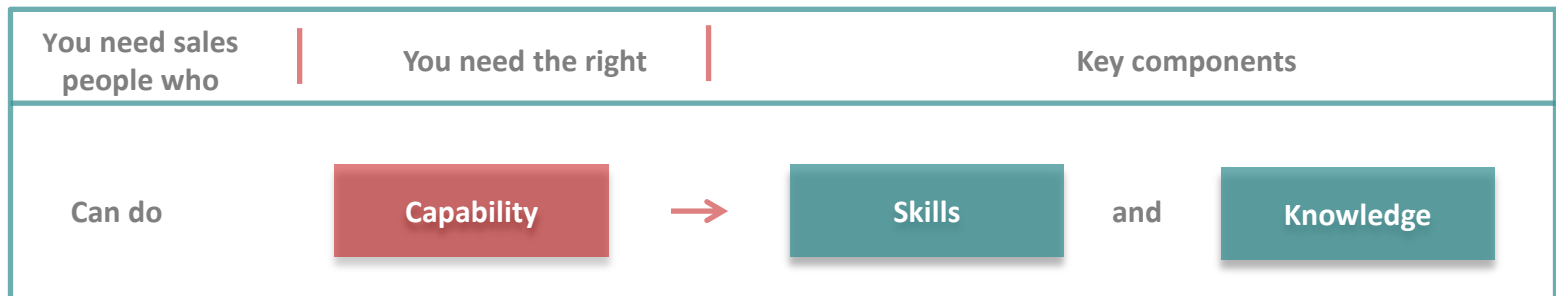 You need sales
people who
You need the right
Key components
Can do
Capability
Skills
and
Knowledge